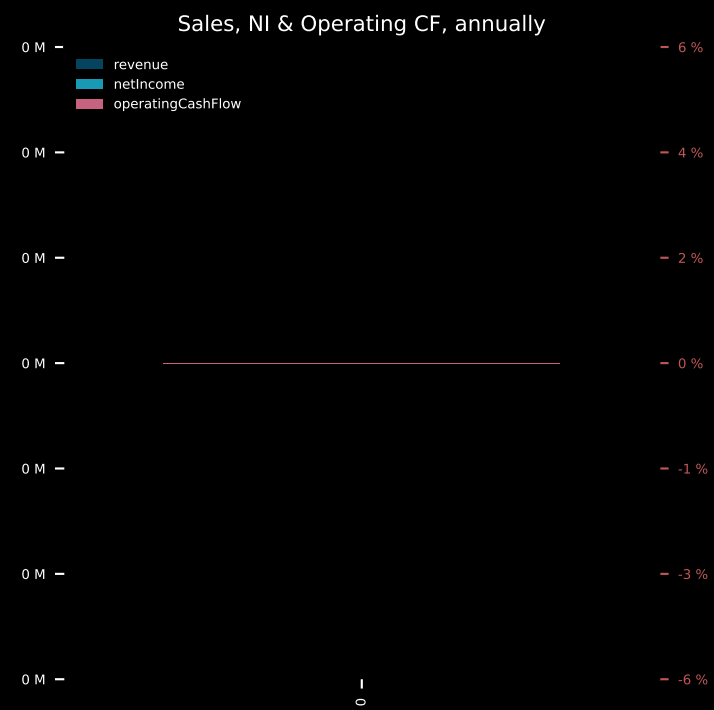 Sales, NI & Operating CF, annually
0 M
6 %
revenue
netIncome
operatingCashFlow
0 M
4 %
0 M
2 %
0 M
0 %
0 M
-1 %
0 M
-3 %
0 M
-6 %
0